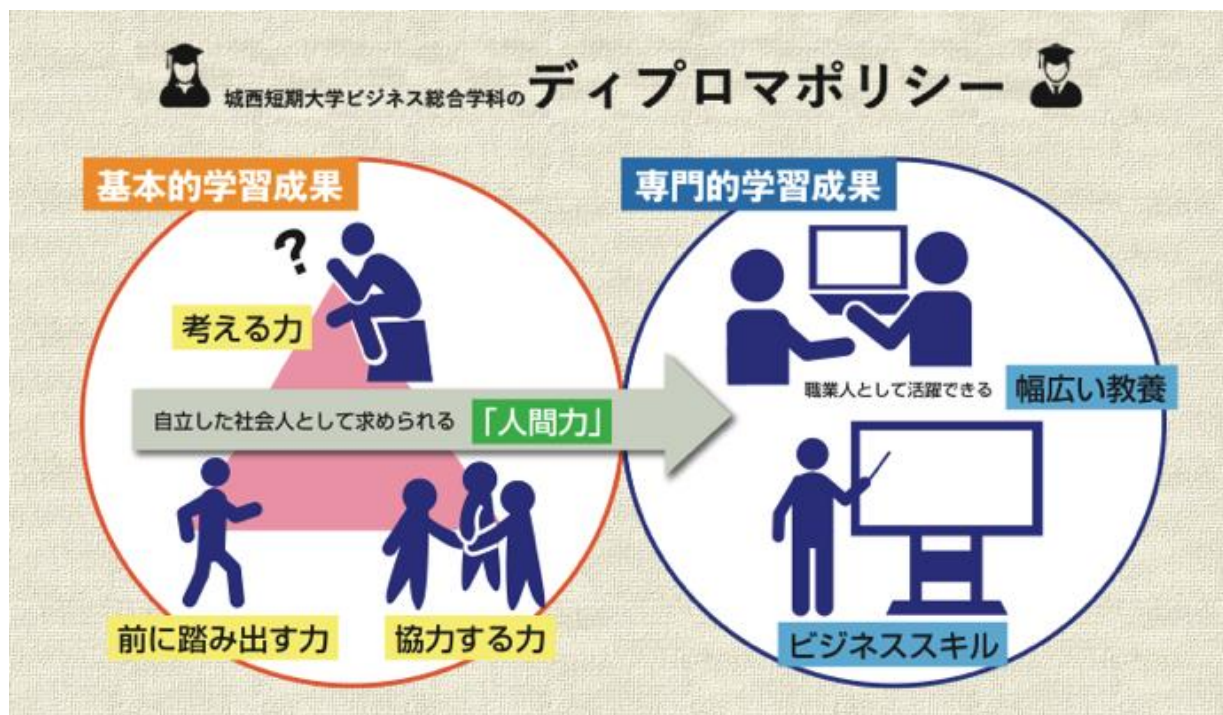 城西短期大学ビジネス総合学科のディプロマポリシー
基本的学習成果
?
考える力
自立した社会人として求められる「人間力」
前に踏み出す力
協力する力
専門的学習成果
職業人として活躍できる 幅広い教養
ビジネススキル